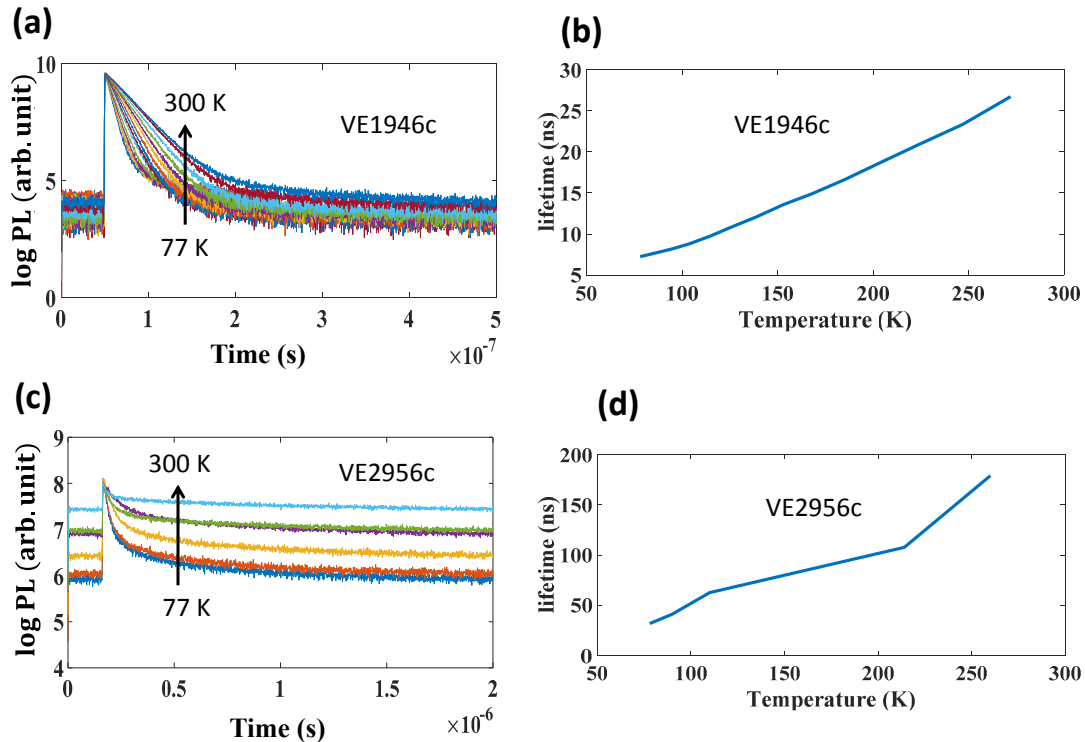 (a)
10
5
0
log PL (arb. unit)
300 K
77 K
VE1946c
0 1 2 3 4 5
Time (s)
×10⁻⁷
(b)
30
25
20
15
10
5
lifetime (ns)
VE1946c
50 100 150 200 250 300
Temperature (K)
(c)
9
8
7
6
5
4
log PL (arb. unit)
300 K
77 K
VE2956c
0 0.5 1 1.5 2
Time (s)
×10⁻⁶
(d)
200
150
100
50
0
lifetime (ns)
VE2956c
50 100 150 200 250 300
Temperature (K)